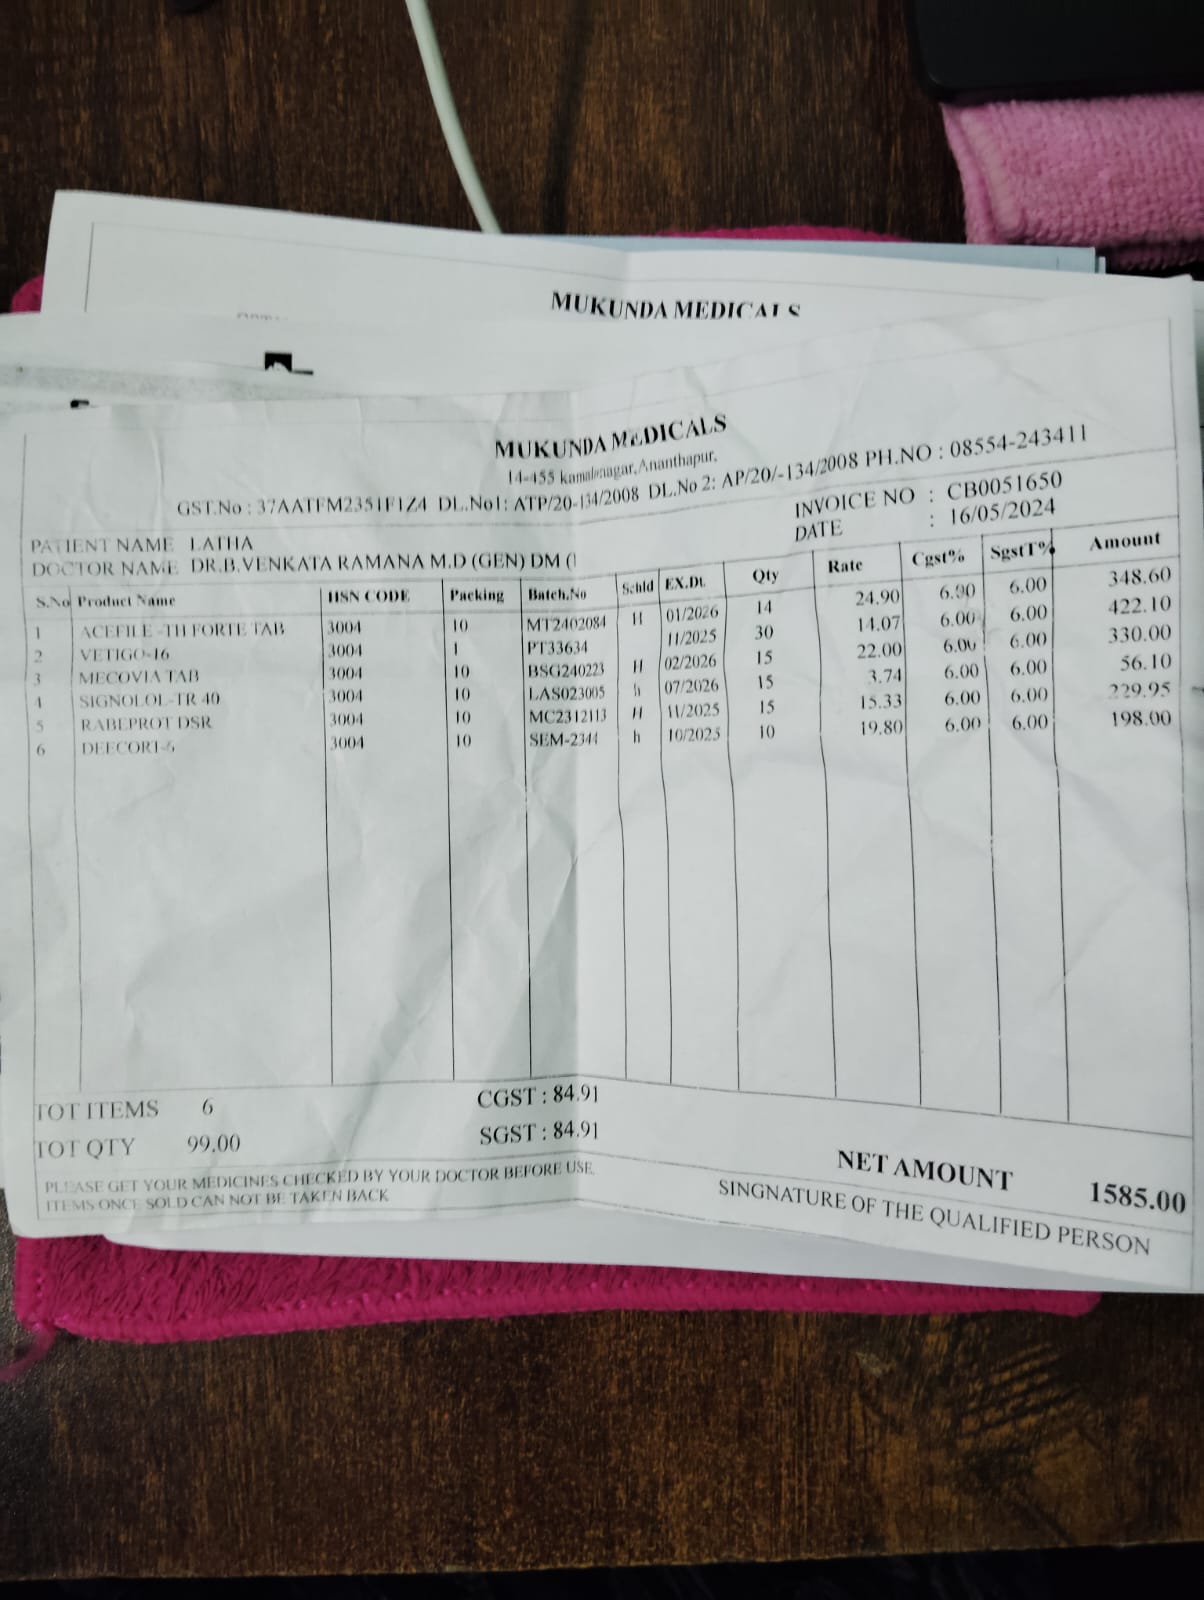 MUKUNDA MEDICALS
MUKUNDA MEDICALS
14-455 kamalanagar, Ananthapur,
GST.No : 37AATFM2351F1Z4 DL.No1: ATP/20-134/2008 DL.No 2: AP/20/-134/2008 PH.NO : 08554-243411
INVOICE NO : CB0051650
DATE : 16/05/2024
PATIENT NAME LATHA
DOCTOR NAME DR.B.VENKATA RAMANA M.D (GEN) DM (
S.No Product Name HSN CODE Packing Batch.No Schld EX.Dt. Qty Rate Cgst% SgstT% Amount
1 ACEFILE -TH FORTE TAB 3004 10 MT2402084 H 01/2026 14 24.90 6.00 6.00 348.60
2 VETIGO-16 3004 1 PT33634 11/2025 30 14.07 6.00 6.00 422.10
3 MECOVIA TAB 3004 10 BSG240223 H 02/2026 15 22.00 6.00 6.00 330.00
4 SIGNOLOL-TR 40 3004 10 LAS023005 h 07/2026 15 3.74 6.00 6.00 56.10
5 RABEPROT DSR 3004 10 MC2312113 H 11/2025 15 15.33 6.00 6.00 229.95
6 DEFCORT-6 3004 10 SEM-2344 h 10/2025 10 19.80 6.00 6.00 198.00
TOT ITEMS 6 CGST : 84.91
TOT QTY 99.00 SGST : 84.91
NET AMOUNT 1585.00
PLEASE GET YOUR MEDICINES CHECKED BY YOUR DOCTOR BEFORE USE.
ITEMS ONCE SOLD CAN NOT BE TAKEN BACK
SINGNATURE OF THE QUALIFIED PERSON